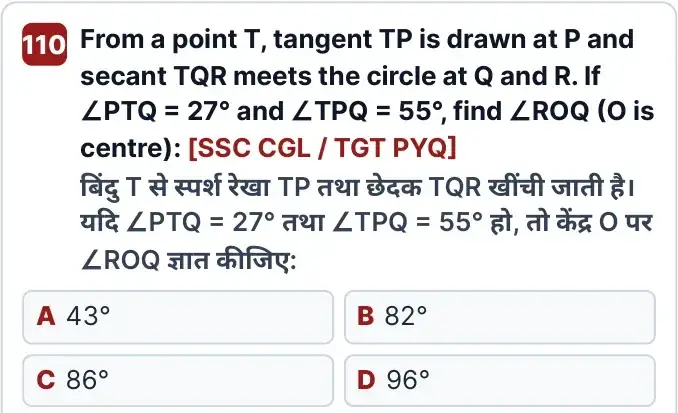 110 From a point T, tangent TP is drawn at P and
secant TQR meets the circle at Q and R. If
∠PTQ = 27° and ∠TPQ = 55°, find ∠ROQ (O is
centre): [SSC CGL / TGT PYQ]
बिंदु T से स्पर्श रेखा TP तथा छेदक TQR खींची जाती है।
यदि ∠PTQ = 27° तथा ∠TPQ = 55° हो, तो केंद्र O पर
∠ROQ ज्ञात कीजिए:
A 43° B 82°
C 86° D 96°